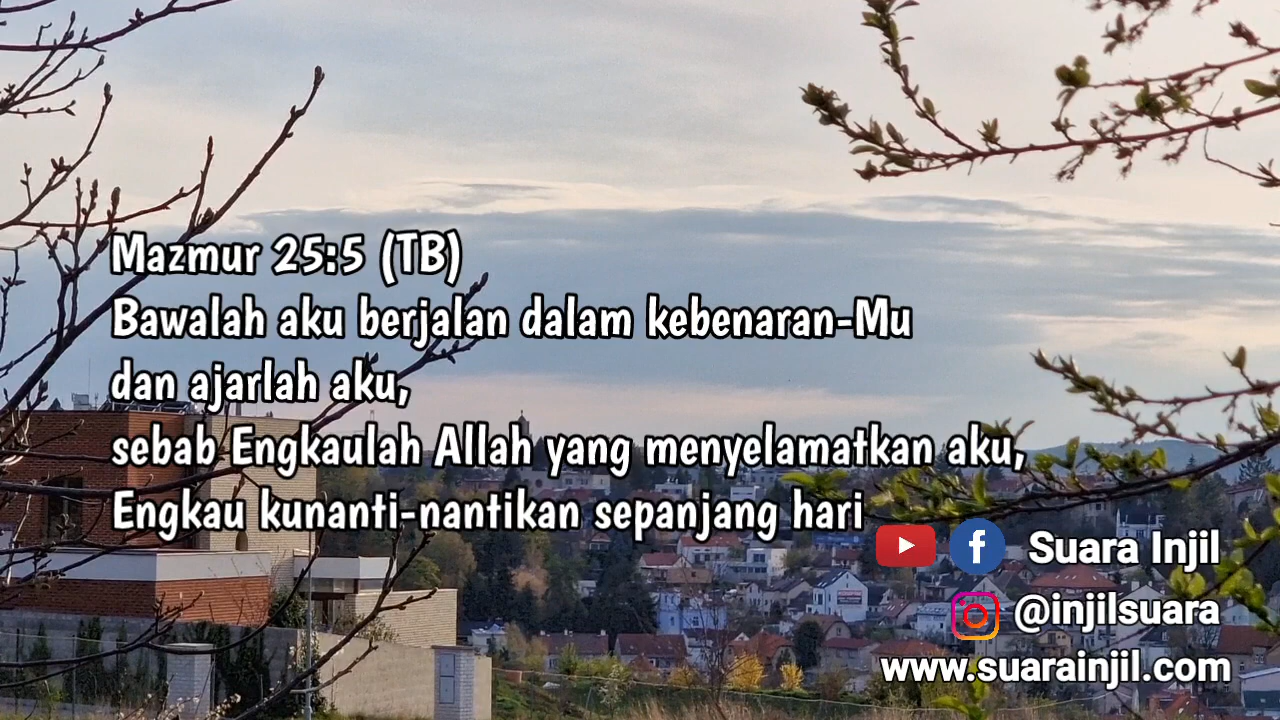 Mazmur 25:5 (TB)
Bawalah aku berjalan dalam kebenaran-Mu
dan ajarlah aku,
sebab Engkaulah Allah yang menyelamatkan aku,
Engkau kunanti-nantikan sepanjang hari
Suara Injil
@injilsuara
www.suarainjil.com